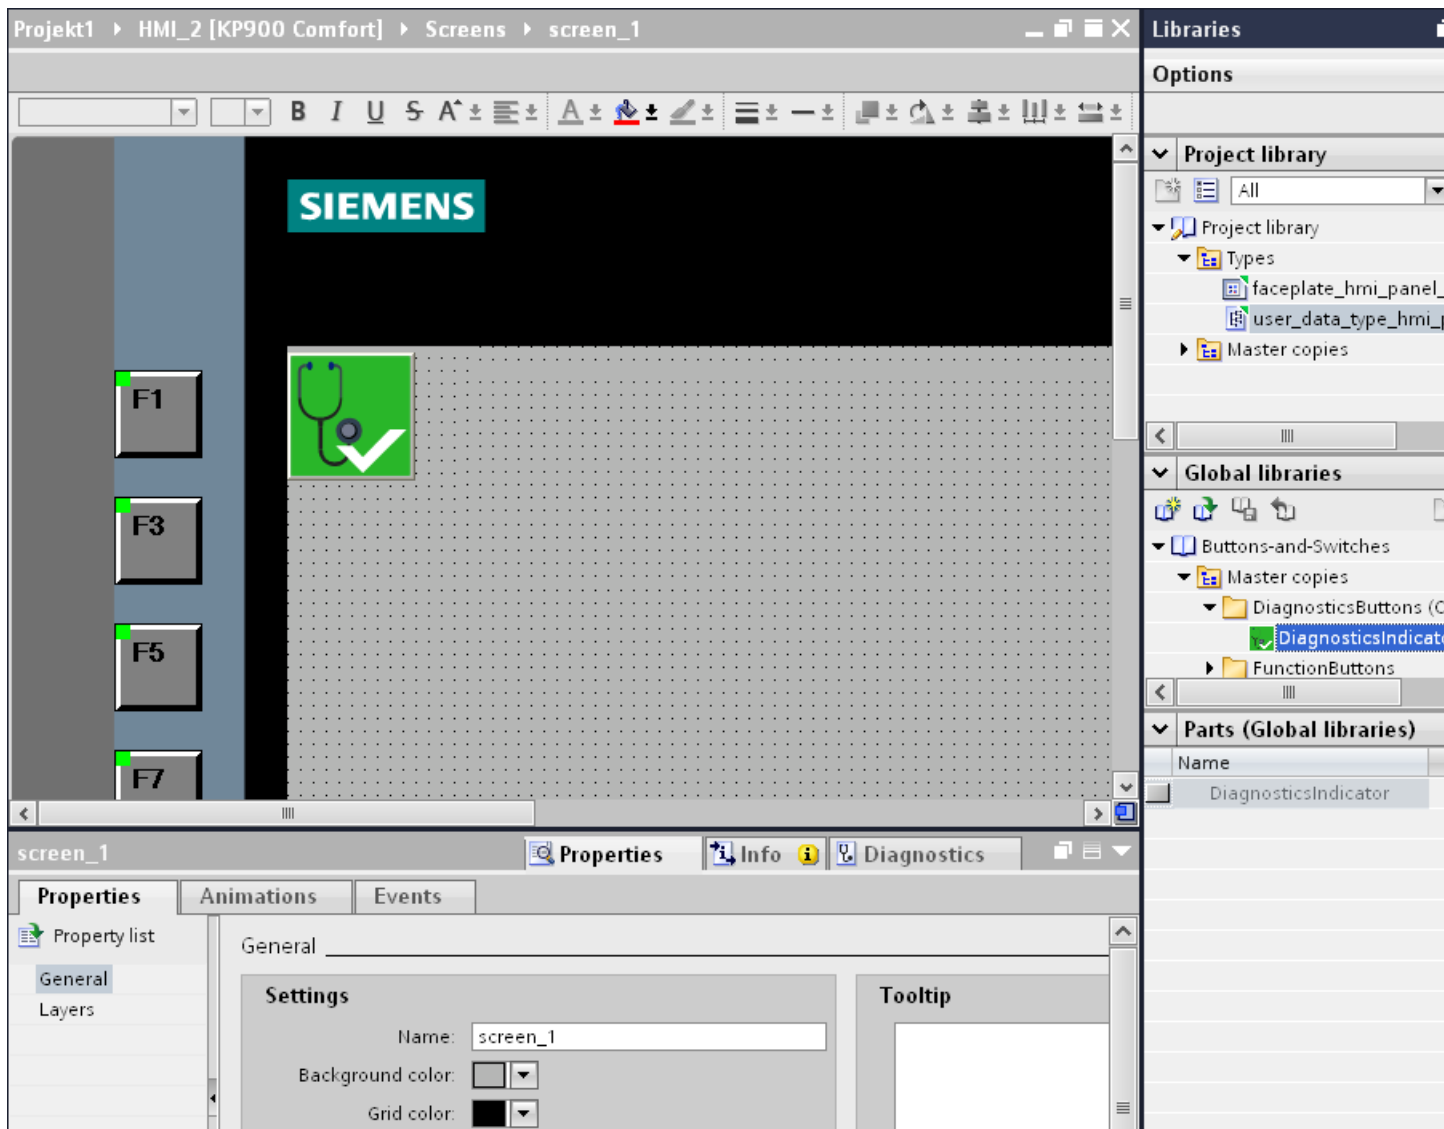 Projekt1 HMI_2 [KP900 Comfort] Screens screen_1
B I U S A A
SIEMENS
F1
F3
F5
F7
screen_1
Properties Info Diagnostics
Properties Animations Events
Property list
General
Layers
General
Settings
Name: screen_1
Background color:
Grid color:
Tooltip
Libraries
Options
Project library
All
Project library
Types
faceplate_hmi_panel_
user_data_type_hmi_p
Master copies
Global libraries
Buttons-and-Switches
Master copies
DiagnosticsButtons (C
DiagnosticsIndicato
FunctionButtons
Parts (Global libraries)
Name
DiagnosticsIndicator